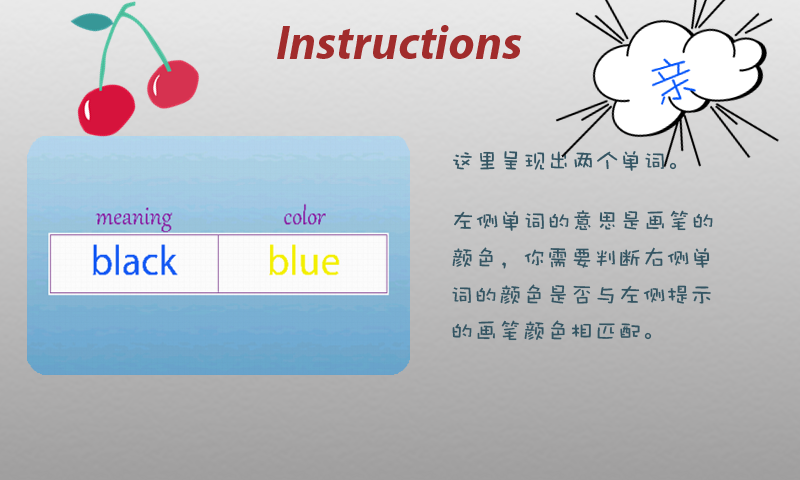 Instructions
亲
meaning color
black blue
这里呈现出两个单词。
左侧单词的意思是画笔的
颜色，你需要判断右侧单
词的颜色是否与左侧提示
的画笔颜色相匹配。